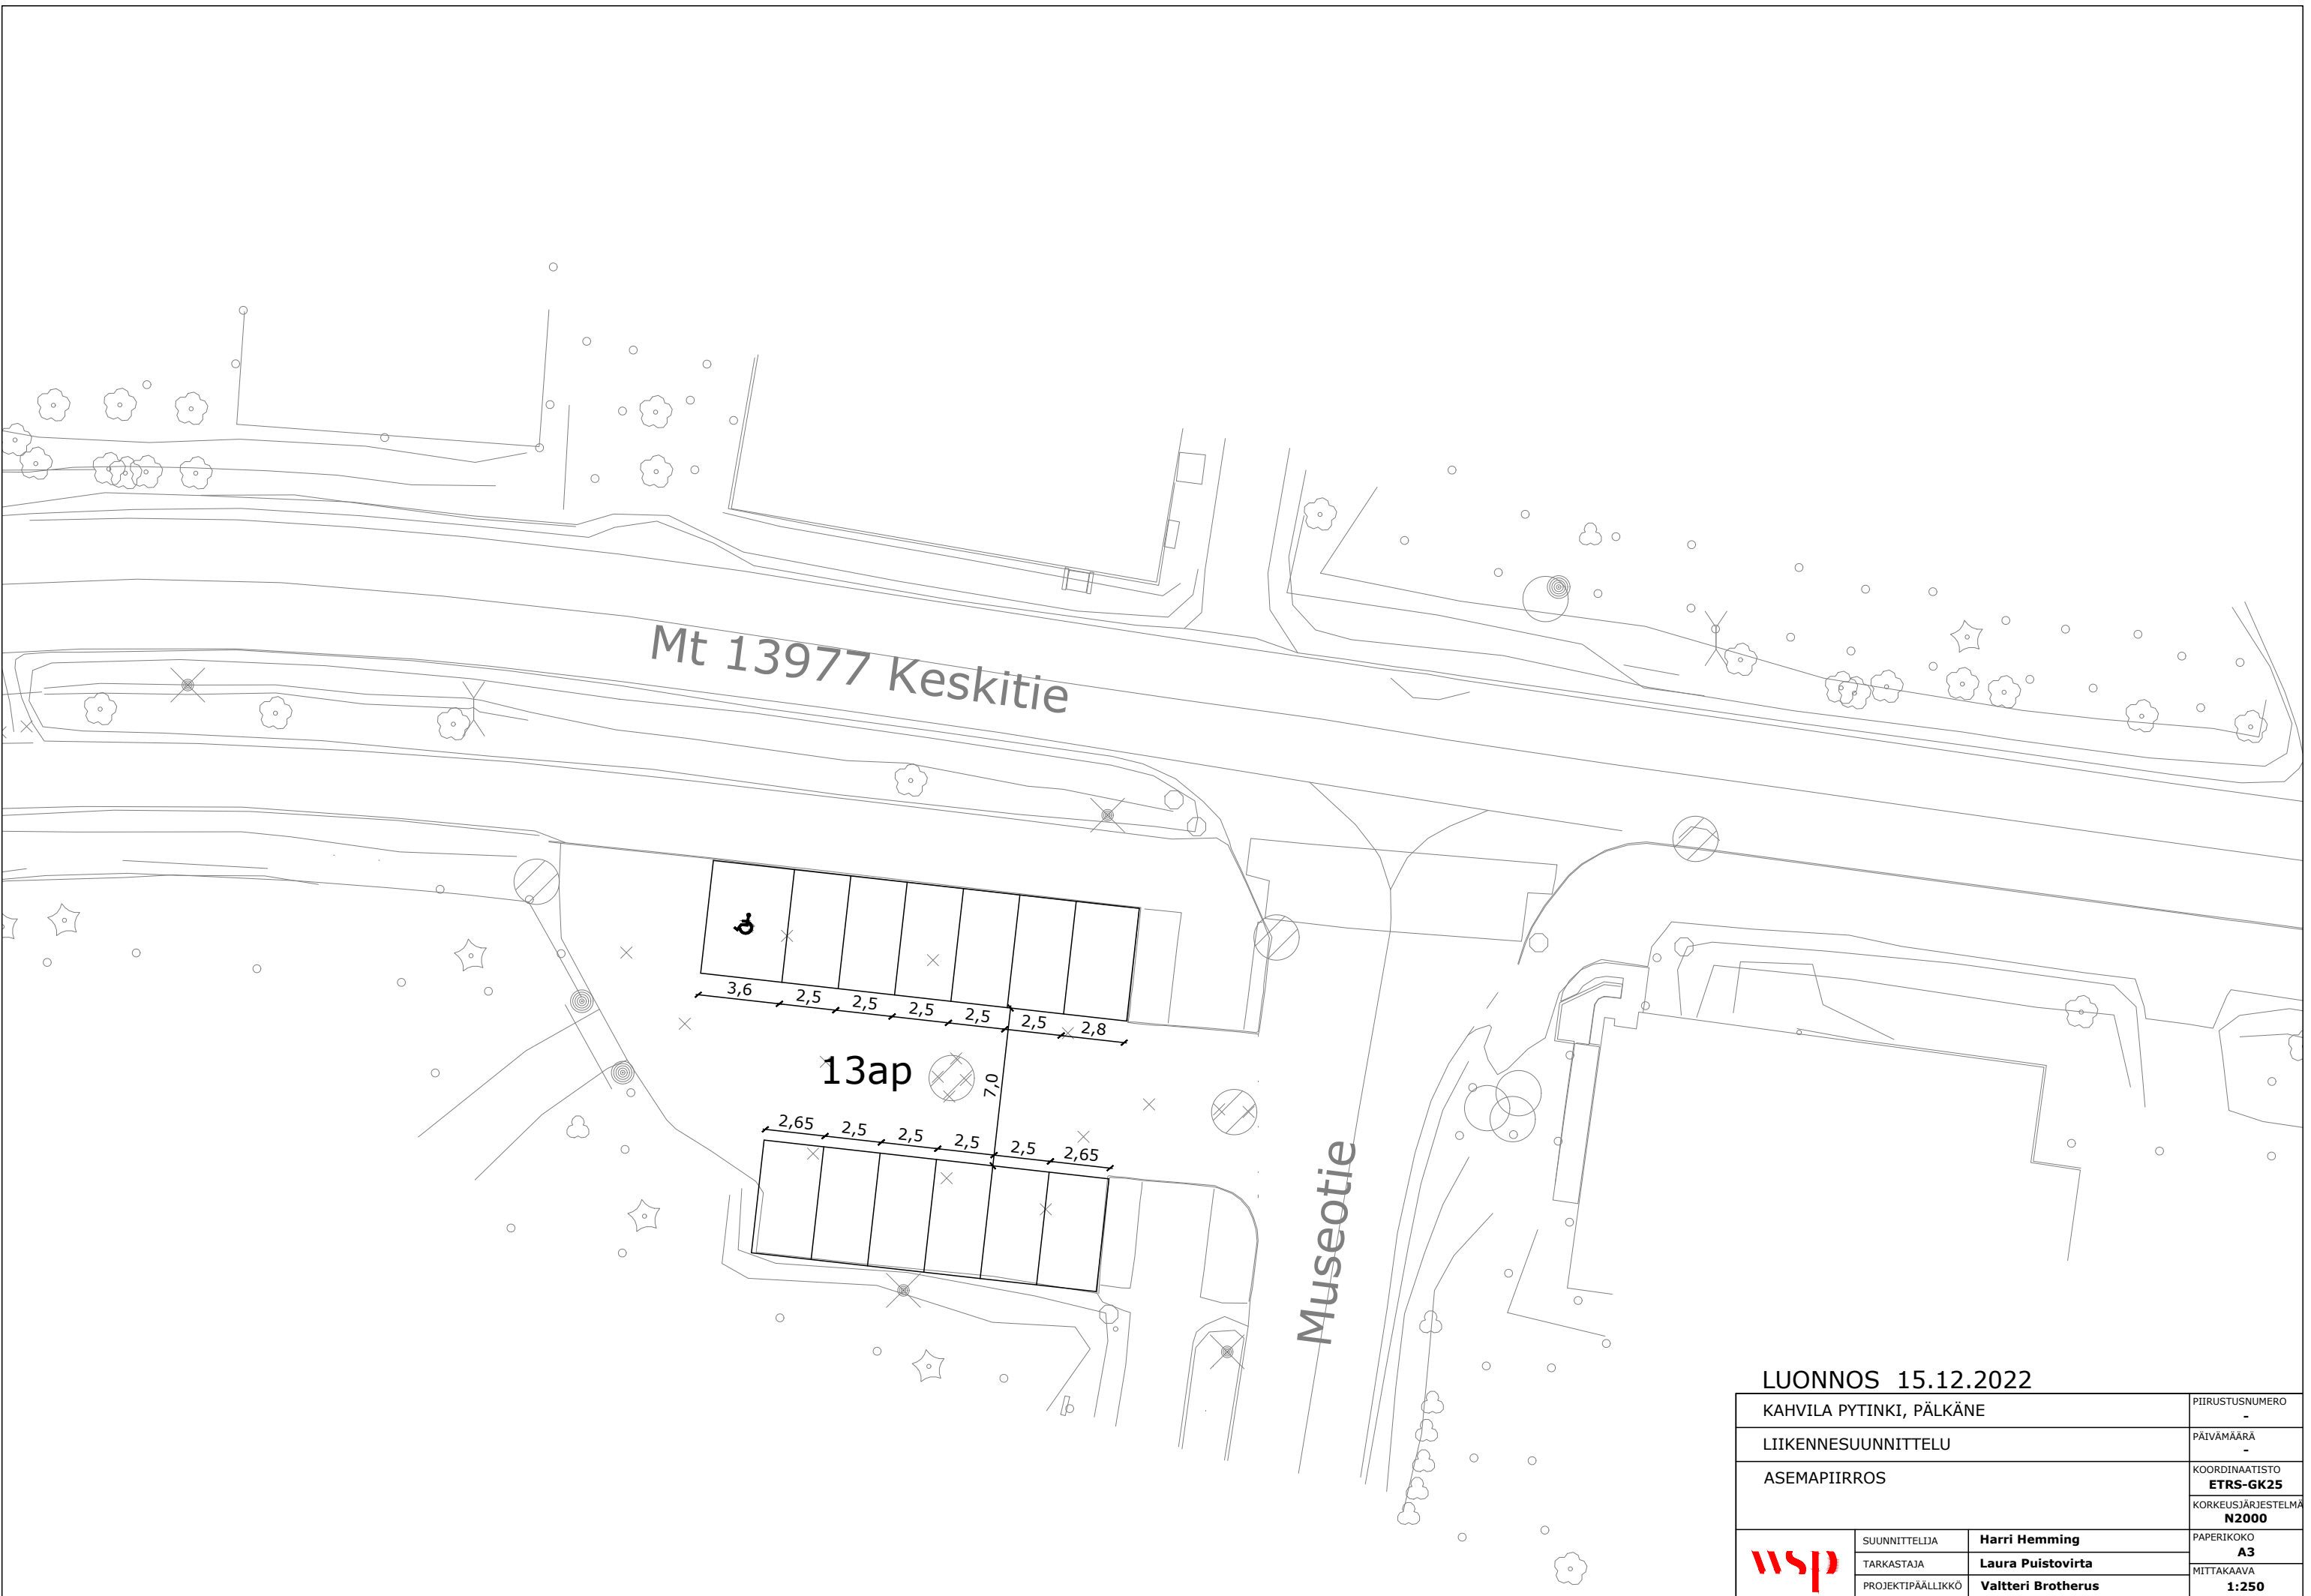 Mt 13977 Keskitie
3,6
2,5
2,5
2,5
2,5
2,5
2,8
13ap
7,0
2,65
2,5
2,5
2,5
2,5
2,65
Museotie
LUONNOS 15.12.2022
KAHVILA PYTINKI, PÄLKÄNE
PIIRUSTUSNUMERO
-
LIIKENNESUUNNITTELU
PÄIVÄMÄÄRÄ
-
ASEMAPIIRROS
KOORDINAATISTO
ETRS-GK25
KORKEUSJÄRJESTELMÄ
N2000
wsp
SUUNNITTELIJA Harri Hemming
TARKASTAJA Laura Puistovirta
PROJEKTIPÄÄLLIKKÖ Valtteri Brotherus
PAPERIKOKO
A3
MITTAKAAVA
1:250